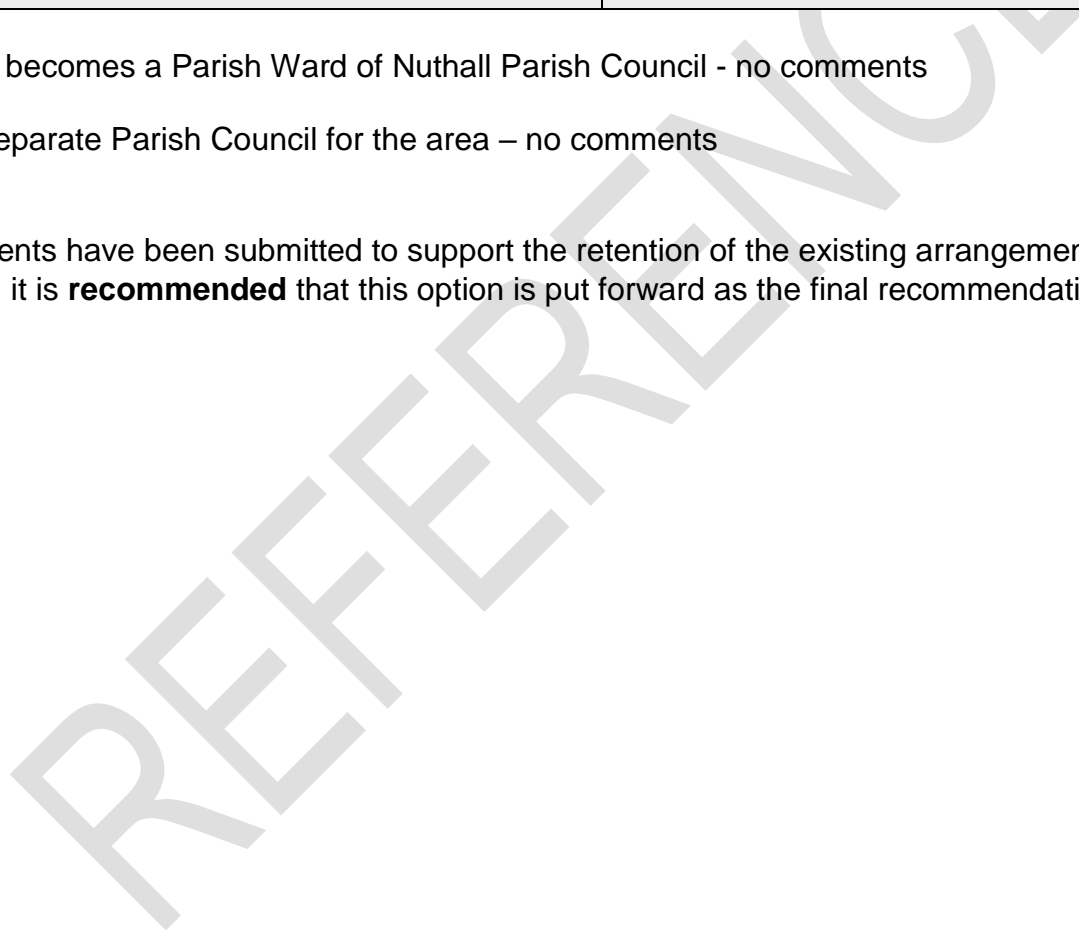 becomes a Parish Ward of Nuthall Parish Council - no comments
eparate Parish Council for the area – no comments
ents have been submitted to support the retention of the existing arrangemen
it is recommended that this option is put forward as the final recommendati
REFERENCE